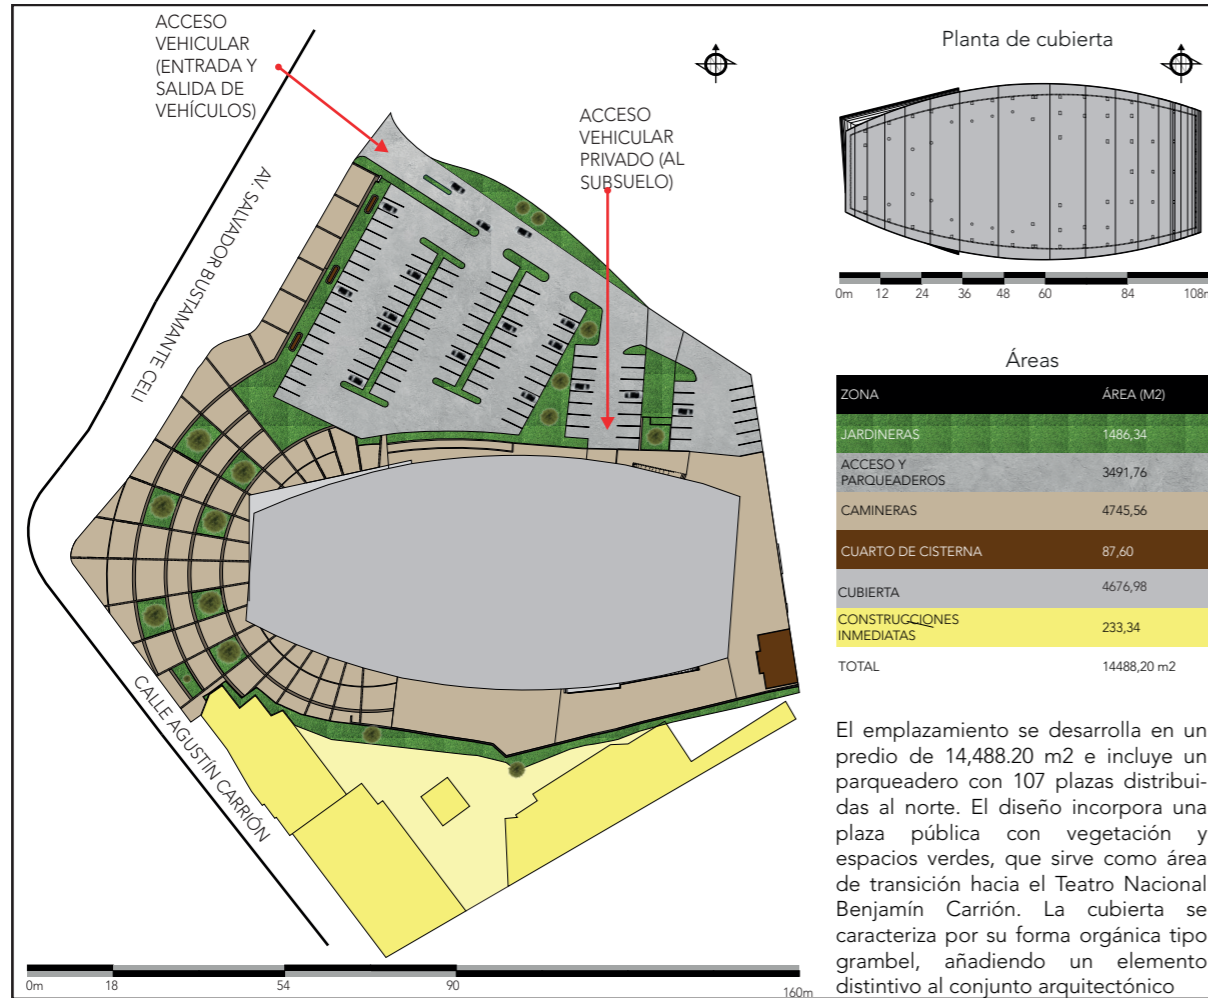 ACCESO
VEHICULAR
(ENTRADA Y
SALIDA DE
VEHÍCULOS)
ACCESO
VEHICULAR
PRIVADO (AL
SUBSUELO)
AV. SALVADOR BUSTAMANTE CELI
CALLE AGUSTÍN CARRIÓN
0m 18 54 90 160m
Planta de cubierta
0m 12 24 36 48 60 84 108m
Áreas
ZONA ÁREA (M2)
JARDINERAS 1486,34
ACCESO Y
PARQUEADEROS 3491,76
CAMINERAS 4745,56
CUARTO DE CISTERNA 87,60
CUBIERTA 4676,98
CONSTRUCCIONES
INMEDIATAS 233,34
TOTAL 14488,20 m2
El emplazamiento se desarrolla en un
predio de 14,488.20 m2 e incluye un
parqueadero con 107 plazas distribui-
das al norte. El diseño incorpora una
plaza pública con vegetación y
espacios verdes, que sirve como área
de transición hacia el Teatro Nacional
Benjamín Carrión. La cubierta se
caracteriza por su forma orgánica tipo
grambel, añadiendo un elemento
distintivo al conjunto arquitectónico